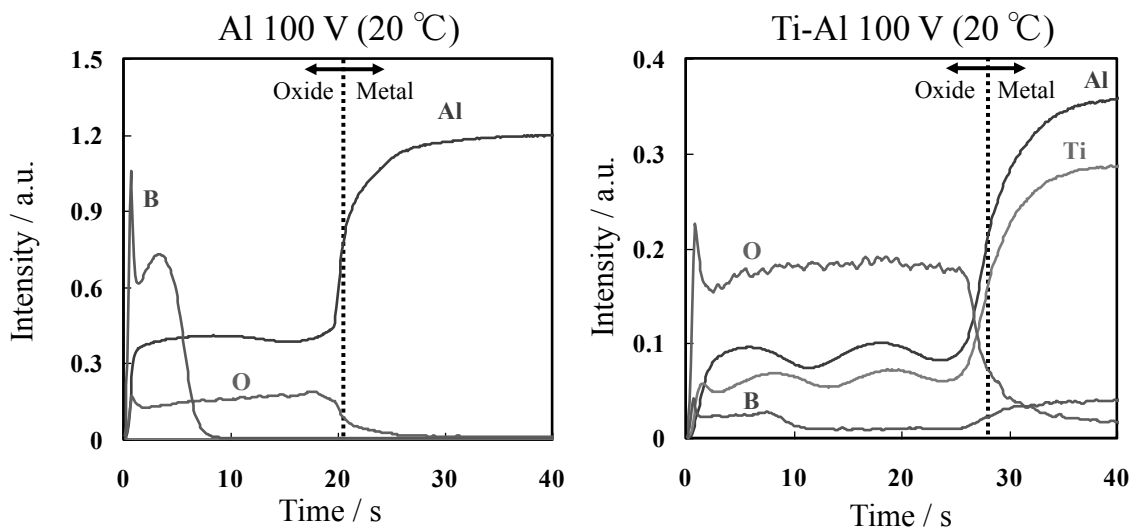 Al 100 V (20 ℃)
1.5
1.2
0.9
0.6
0.3
0
Intensity / a.u.
Oxide
Metal
Al
B
O
0
10
20
30
40
Time / s
Ti-Al 100 V (20 ℃)
0.4
0.3
0.2
0.1
0
Intensity / a.u.
Oxide
Metal
Al
Ti
O
B
0
10
20
30
40
Time / s